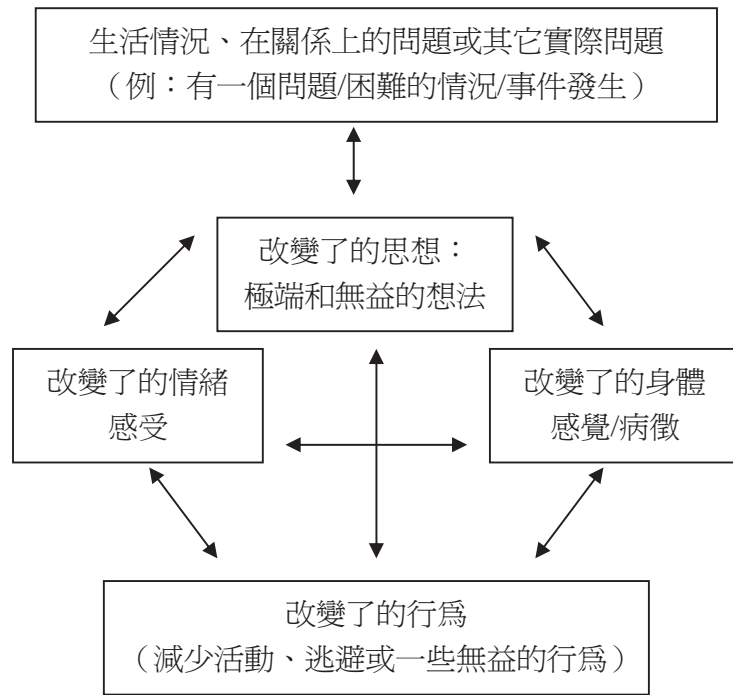 生活情況、在關係上的問題或其它實際問題
（例：有一個問題/困難的情況/事件發生）
改變了的思想：
極端和無益的想法
改變了的情緒
感受
改變了的身體
感覺/病徵
改變了的行爲
（減少活動、逃避或一些無益的行爲）